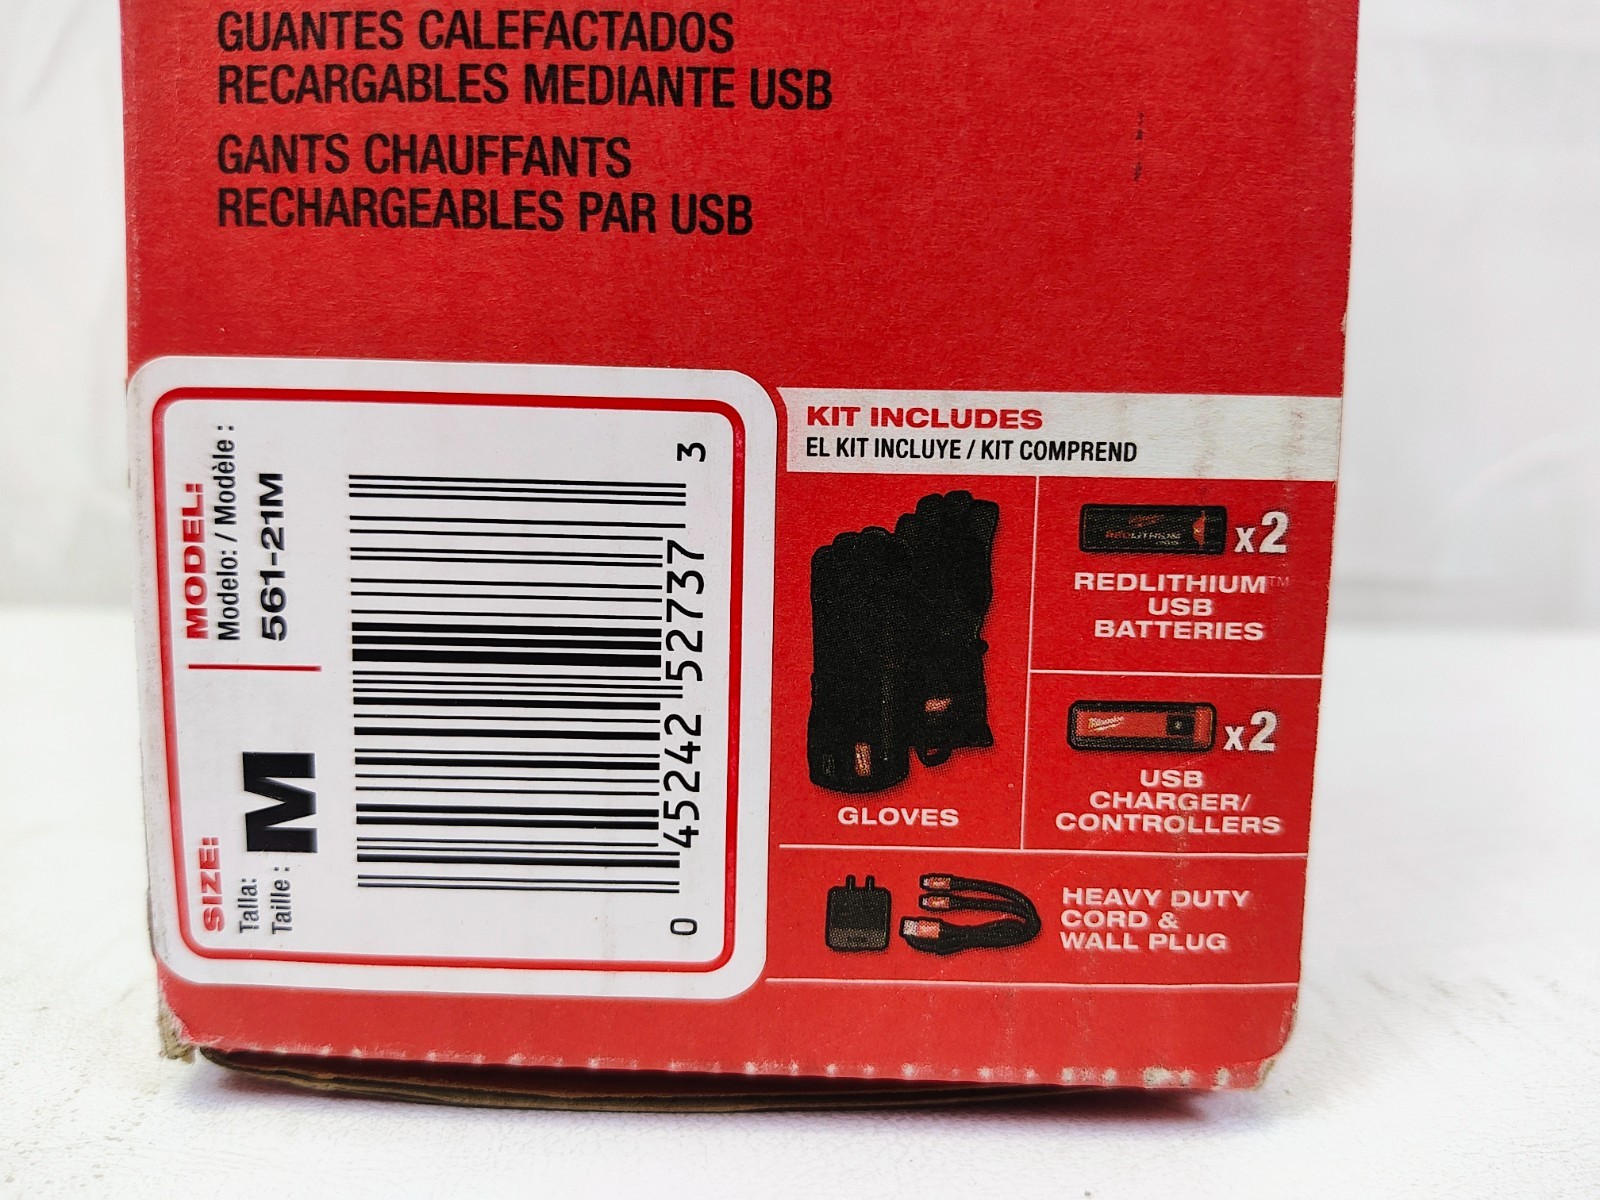 GUANTES CALEFACTADOS
RECARGABLES MEDIANTE USB
GANTS CHAUFFANTS
RECHARGEABLES PAR USB
MODEL:
Modelo: / Modèle :
561-21M
SIZE:
Talla:
Taille :
M
0 45242 52737 3
KIT INCLUDES
EL KIT INCLUYE / KIT COMPREND
GLOVES
REDLITHIUM
x2
REDLITHIUM™
USB
BATTERIES
Milwaukee
x2
USB
CHARGER/
CONTROLLERS
HEAVY DUTY
CORD &
WALL PLUG